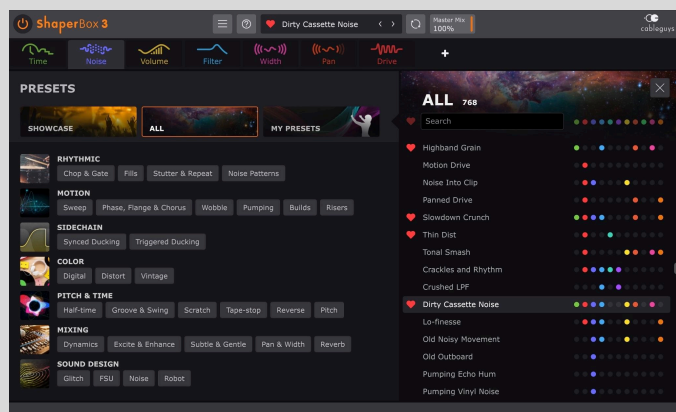 ShaperBox 3
Dirty Cassette Noise
Master Mix
100%
cableguys
Time
Noise
Volume
Filter
Width
Pan
Drive
+
PRESETS
SHOWCASE
ALL
MY PRESETS
RHYTHMIC
Chop & Gate Fills Stutter & Repeat Noise Patterns
MOTION
Sweep Phase, Flange & Chorus Wobble Pumping Builds Risers
SIDECHAIN
Synced Ducking Triggered Ducking
COLOR
Digital Distort Vintage
PITCH & TIME
Half-time Groove & Swing Scratch Tape-stop Reverse Pitch
MIXING
Dynamics Excite & Enhance Subtle & Gentle Pan & Width Reverb
SOUND DESIGN
Glitch FSU Noise Robot
ALL 768
Search
Highband Grain
Motion Drive
Noise Into Clip
Panned Drive
Slowdown Crunch
Thin Dist
Tonal Smash
Crackles and Rhythm
Crushed LPF
Dirty Cassette Noise
Lo-finesse
Old Noisy Movement
Old Outboard
Pumping Echo Hum
Pumping Vinyl Noise